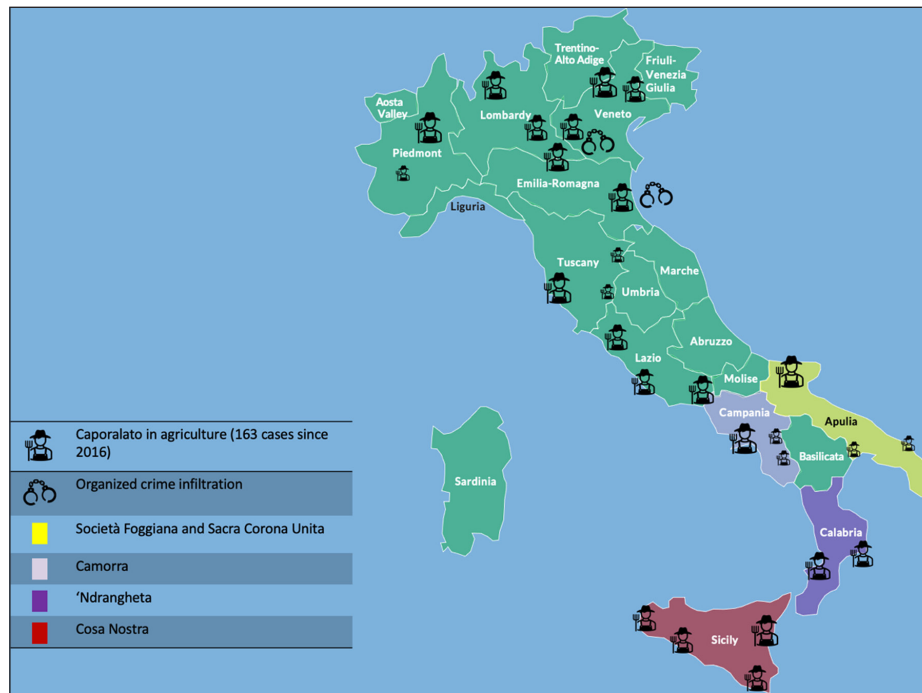 Trentino-
Alto Adige
Friuli-
Venezia
Giulia
Aosta
Valley
Lombardy
Veneto
Piedmont
Emilia-Romagna
Liguria
Tuscany
Marche
Umbria
Abruzzo
Lazio
Molise
Campania
Apulia
Basilicata
Sardinia
Calabria
Sicily
Caporalato in agriculture (163 cases since
2016)
Organized crime infiltration
Società Foggiana and Sacra Corona Unita
Camorra
‘Ndrangheta
Cosa Nostra